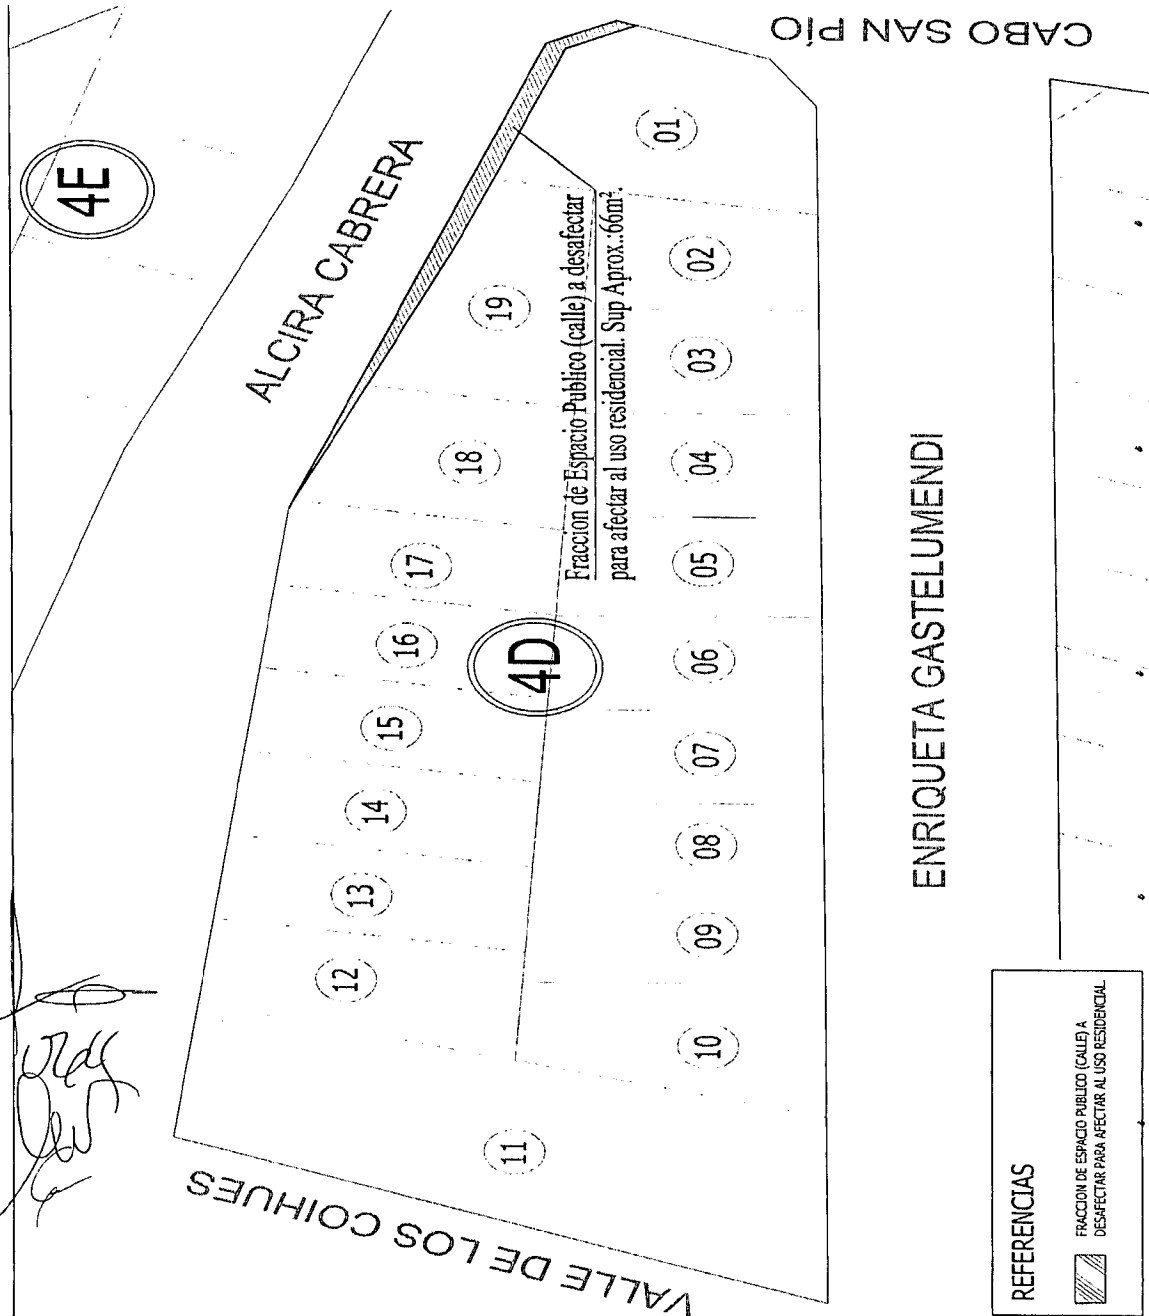 CABO SAN PÍO
4E
ALCIRA CABRERA
01
02
03
04
05
06
07
08
09
10
11
12
13
14
15
16
17
18
19
4D
Fraccion de Espacio Publico (calle) a desafectar
para afectar al uso residencial. Sup Aprox.:66m².
ENRIQUETA GASTELUMENDI
VALLE DE LOS COIHUES
REFERENCIAS
FRACCION DE ESPACIO PUBLICO (CALLE) A
DESAFECTAR PARA AFECTAR AL USO RESIDENCIAL.